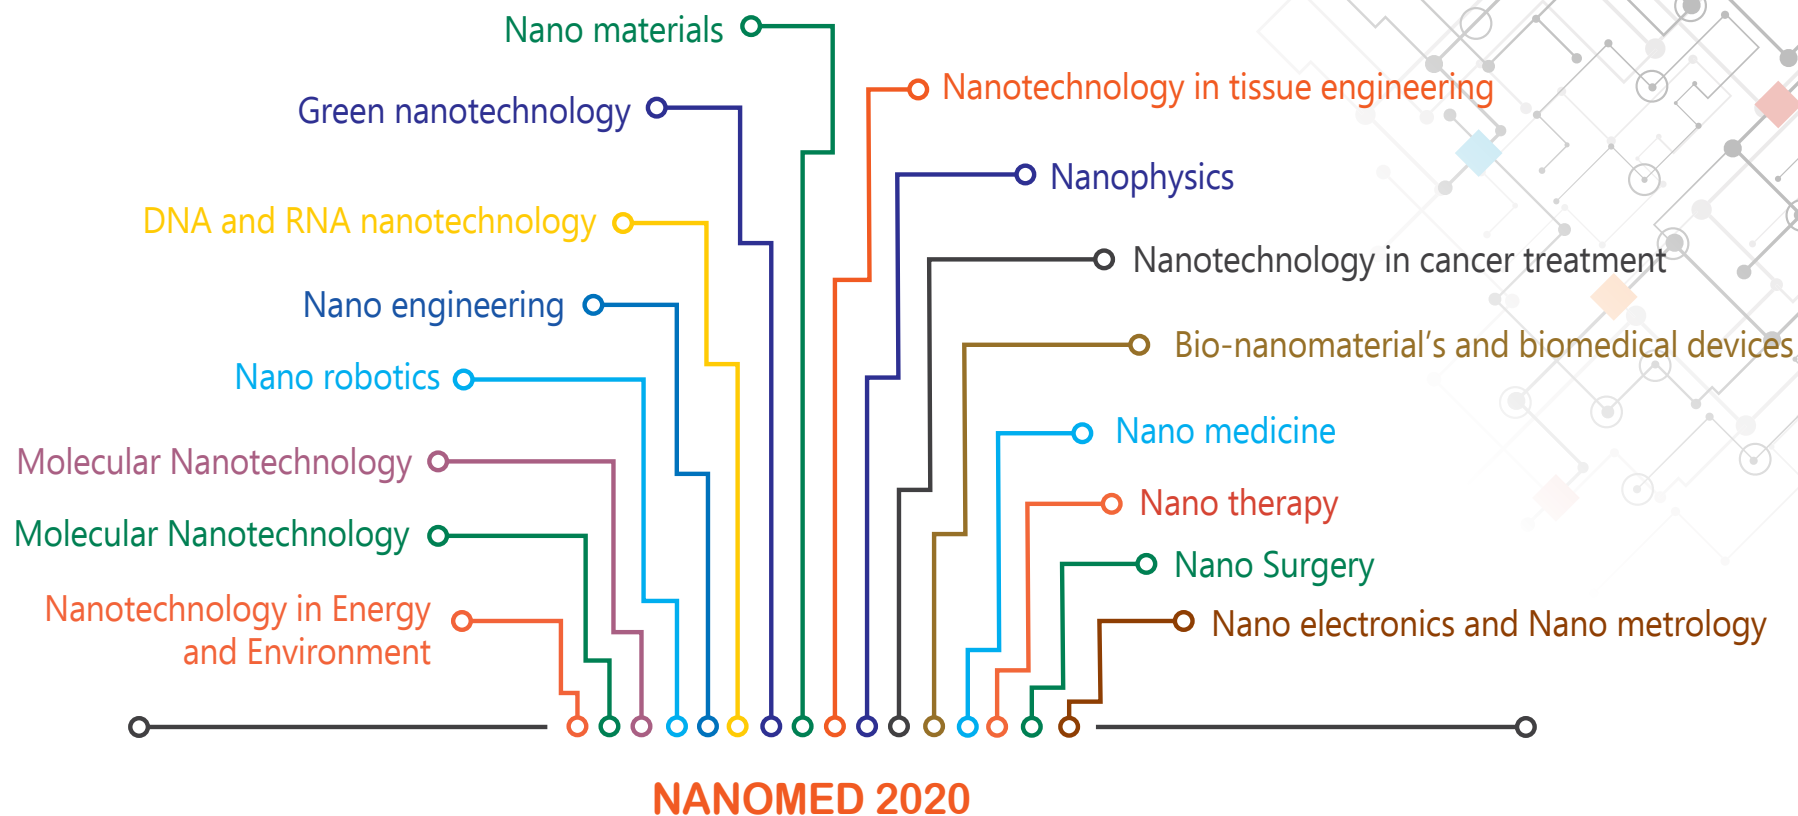 Nano materials
Green nanotechnology
DNA and RNA nanotechnology
Nano engineering
Nano robotics
Molecular Nanotechnology
Molecular Nanotechnology
Nanotechnology in Energy
and Environment
Nanotechnology in tissue engineering
Nanophysics
Nanotechnology in cancer treatment
Bio-nanomaterial's and biomedical devices
Nano medicine
Nano therapy
Nano Surgery
Nano electronics and Nano metrology
NANOMED 2020